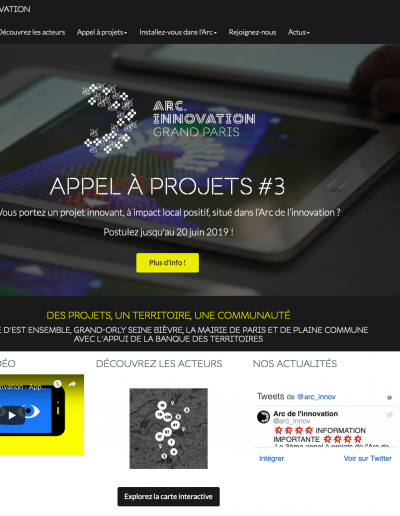 VATION
Découvrez les acteurs Appel à projets Installez-vous dans l'Arc Rejoignez-nous Actus
ARC.
INNOVATION
GRAND PARIS
APPEL À PROJETS #3
Vous portez un projet innovant, à impact local positif, situé dans l'Arc de l'innovation ?
Postulez jusqu'au 20 juin 2019 !
Plus d'info !
DES PROJETS, UN TERRITOIRE, UNE COMMUNAUTÉ
E D'EST ENSEMBLE, GRAND-ORLY SEINE BIÈVRE, LA MAIRIE DE PARIS ET DE PLAINE COMMUNE
AVEC L'APPUI DE LA BANQUE DES TERRITOIRES
DÉO
DÉCOUVREZ LES ACTEURS
NOS ACTUALITÉS
novation - App...
Tweets de @arc_innov
Arc de l'Innovation
@arc_innov
INFORMATION
IMPORTANTE
Le 3ème appel à projets de l'Arc de
Intégrer Voir sur Twitter
Explorez la carte interactive